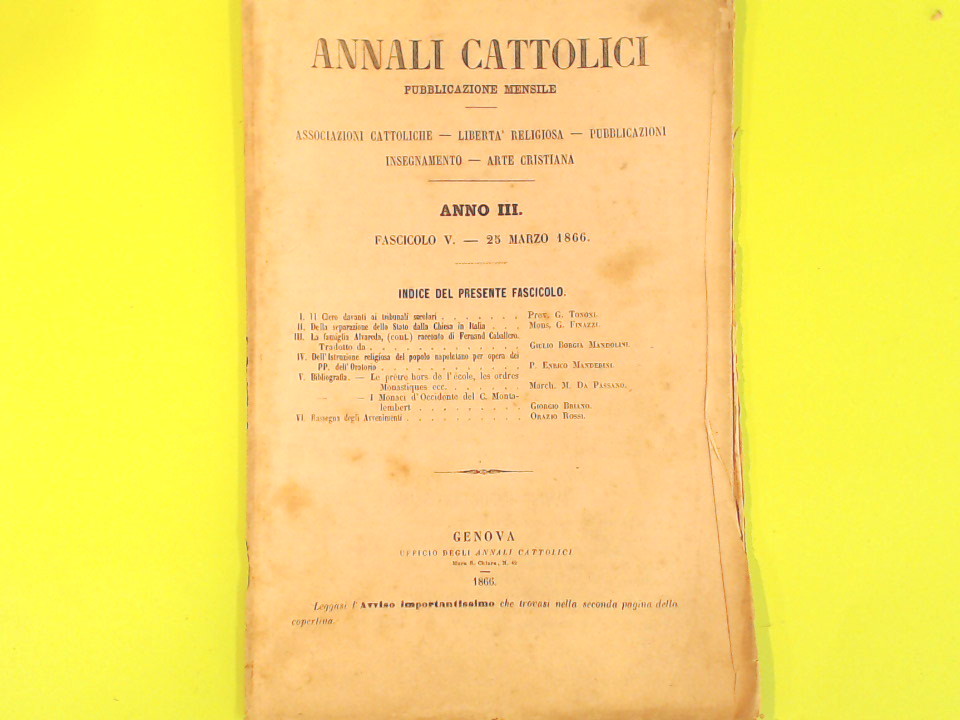 ANNALI CATTOLICI
PUBBLICAZIONE MENSILE
ASSOCIAZIONI CATTOLICHE — LIBERTA' RELIGIOSA — PUBBLICAZIONI
INSEGNAMENTO — ARTE CRISTIANA
ANNO III.
FASCICOLO V. — 25 MARZO 1866.
INDICE DEL PRESENTE FASCICOLO.
I. Il Clero davanti ai tribunali secolari . . . . . . . Prov. G. TONONI.
II. Della separazione dello Stato dalla Chiesa in Italia . . . Mons. G. FINAZZI.
III. La famiglia Alvareda, (cont.) racconto di Fernand Caballero.
Tradotto da . . . . . . . . . . . . . GIULIO BORGIA MANDOLINI.
IV. Dell'Istruzione religiosa del popolo napoletano per opera dei
PP. dell'Oratorio . . . . . . . . . . . . P. ENRICO MANDERINI.
V. Bibliografia. — Le prètre hors de l'école, les ordres
Monastiques ecc. . . . . . . March. M. DA PASSANO.
— — I Monaci d'Occidente del C. Monta-
lembert . . . . . . . . . GIORGIO BRIANO.
VI. Rassegna degli Avvenimenti . . . . . . . . . . ORAZIO ROSSI.
GENOVA
UFFICIO DEGLI ANNALI CATTOLICI
Mura S. Chiara, N.
1866.
Leggasi l'Avviso importantissimo che trovasi nella seconda pagina della
copertina.